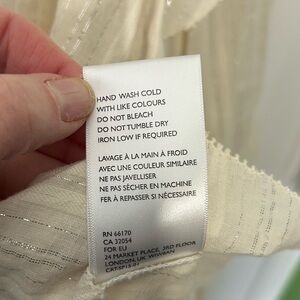 HAND WASH COLD
WITH LIKE COLOURS
DO NOT BLEACH
DO NOT TUMBLE DRY
IRON LOW IF REQUIRED
LAVAGE À LA MAIN À FROID
AVEC UNE COULEUR SIMILAIRE
NE PAS JAVELLISER
NE PAS SÉCHER EN MACHINE
FER À REPASSER SI NÉCESSAIRE
RN 66170
CA 32054
FOR EU
24 MARKET PLACE, 3RD FLOOR
LONDON, UK